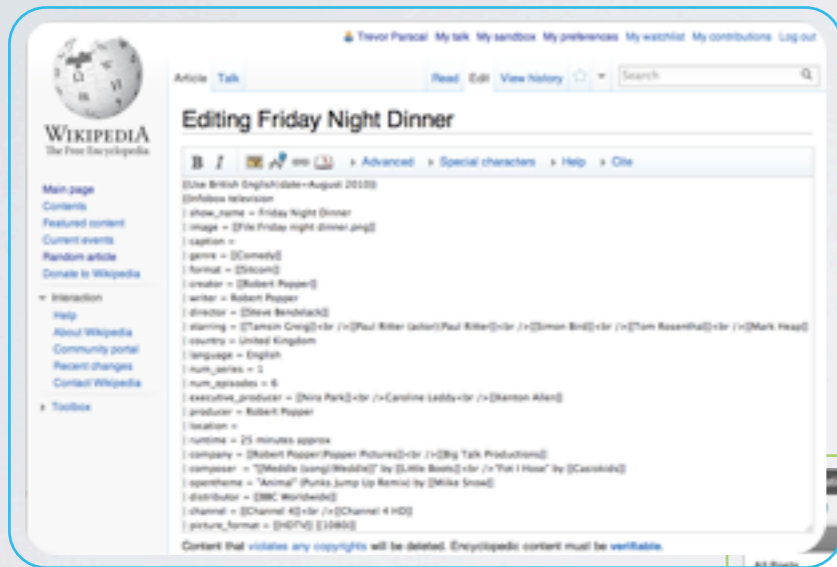 Trevor Parscal My talk My sandbox My preferences My watchlist My contributions Log out
Article Talk Read Edit View history Search
WIKIPEDIA
The Free Encyclopedia
Editing Friday Night Dinner
B I Advanced Special characters Help Cite
Main page
Contents
Featured content
Current events
Random article
Donate to Wikipedia
Interaction
Help
About Wikipedia
Community portal
Recent changes
Contact Wikipedia
Toolbox
{{Use British English|date=August 2010}}
{{Infobox television
| show_name = Friday Night Dinner
| image = [[File:Friday night dinner.png]]
| caption =
| genre = [[Comedy]]
| format = [[Sitcom]]
| creator = [[Robert Popper]]
| writer = Robert Popper
| director = [[Steve Bendelack]]
| starring = [[Tamsin Greig]]<br />[[Paul Ritter (actor)|Paul Ritter]]<br />[[Simon Bird]]<br />[[Tom Rosenthal]]<br />[[Mark Heap]]
| country = United Kingdom
| language = English
| num_series = 1
| num_episodes = 6
| executive_producer = [[Nira Park]]<br />Caroline Leddy<br />[[Kenton Allen]]
| producer = Robert Popper
| location =
| runtime = 25 minutes approx
| company = [[Robert Popper|Popper Pictures]]<br />[[Big Talk Productions]]
| composer = "[[Meddle (song)|Meddle]]" by [[Little Boots]]<br />"Fot I Hose" by [[Casiokids]]
| opentheme = "Animal" (Punks Jump Up Remix) by [[Miike Snow]]
| distributor = [[BBC Worldwide]]
| channel = [[Channel 4]]<br />[[Channel 4 HD]]
| picture_format = [[HDTV]] [[1080i]]
Content that violates any copyrights will be deleted. Encyclopedic content must be verifiable.
All Posts